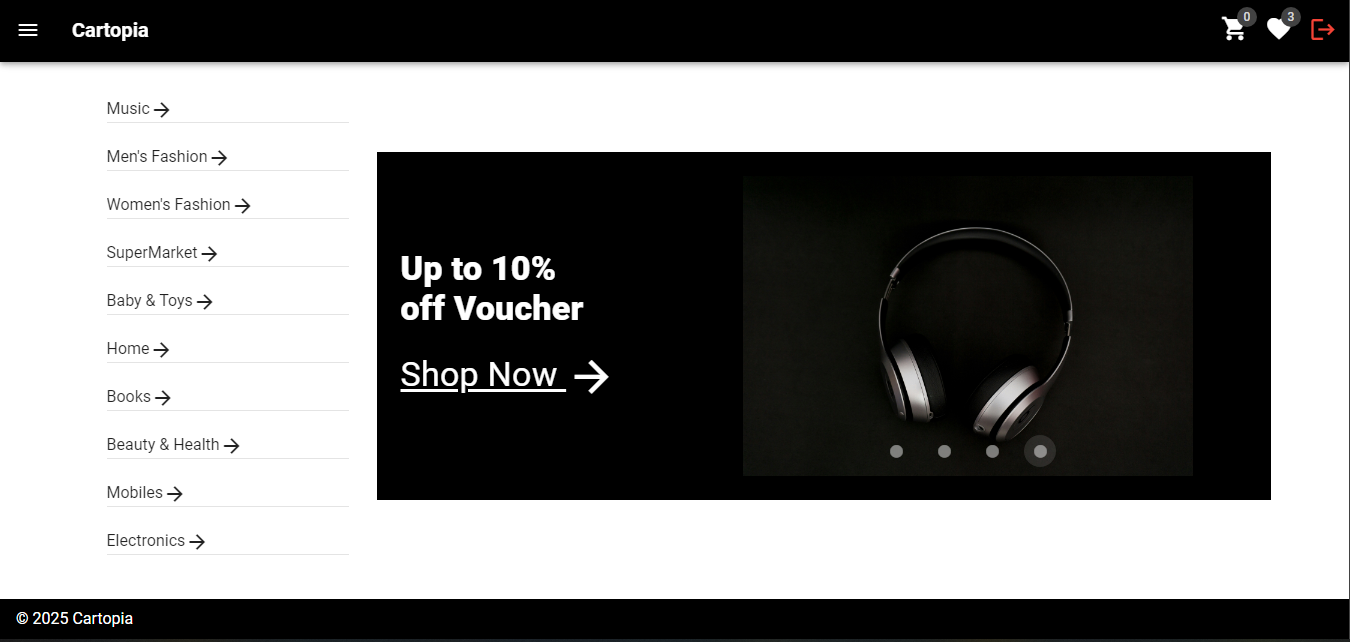 Cartopia
0
3
Music
Men's Fashion
Women's Fashion
SuperMarket
Baby & Toys
Home
Books
Beauty & Health
Mobiles
Electronics
Up to 10%
off Voucher
Shop Now
© 2025 Cartopia